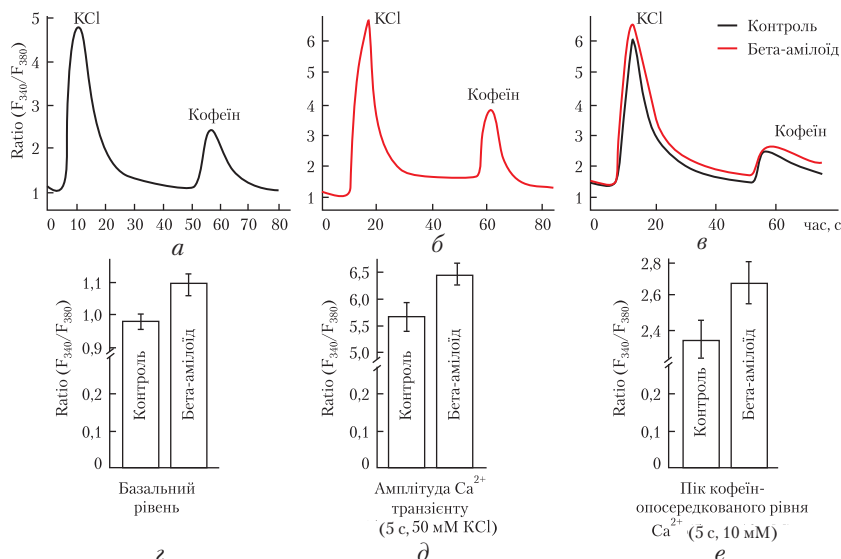 Ratio (F340/F380)
5
4
3
2
1
KCl
Кофеїн
0 10 20 30 40 50 60 70 80
а
6
5
4
3
2
1
KCl
Кофеїн
0 20 40 60 80
б
6
5
4
3
2
1
KCl
Контроль
Бета-амілоїд
Кофеїн
0 20 40 60 час, с
в
Ratio (F340/F380)
1,1
1,0
0,9
0,2
0,1
0
Контроль
Бета-амілоїд
Базальний
рівень
г
Ratio (F340/F380)
6,5
6,0
5,5
5,0
0,2
0,1
0
Контроль
Бета-амілоїд
Амплітуда Ca2+
транзієнту
(5 с, 50 мМ KCl)
д
Ratio (F340/F380)
2,8
2,6
2,4
0,2
0,1
0
Контроль
Бета-амілоїд
Пік кофеїн-
опосередкованого рівня
Ca2+ (5 с, 10 мМ)
е